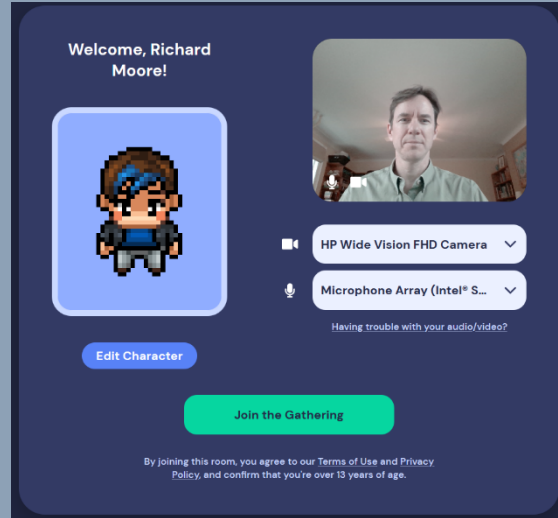 Welcome, Richard
Moore!
HP Wide Vision FHD Camera
Microphone Array (Intel® S...
Having trouble with your audio/video?
Edit Character
Join the Gathering
By joining this room, you agree to our Terms of Use and Privacy
Policy, and confirm that you're over 13 years of age.